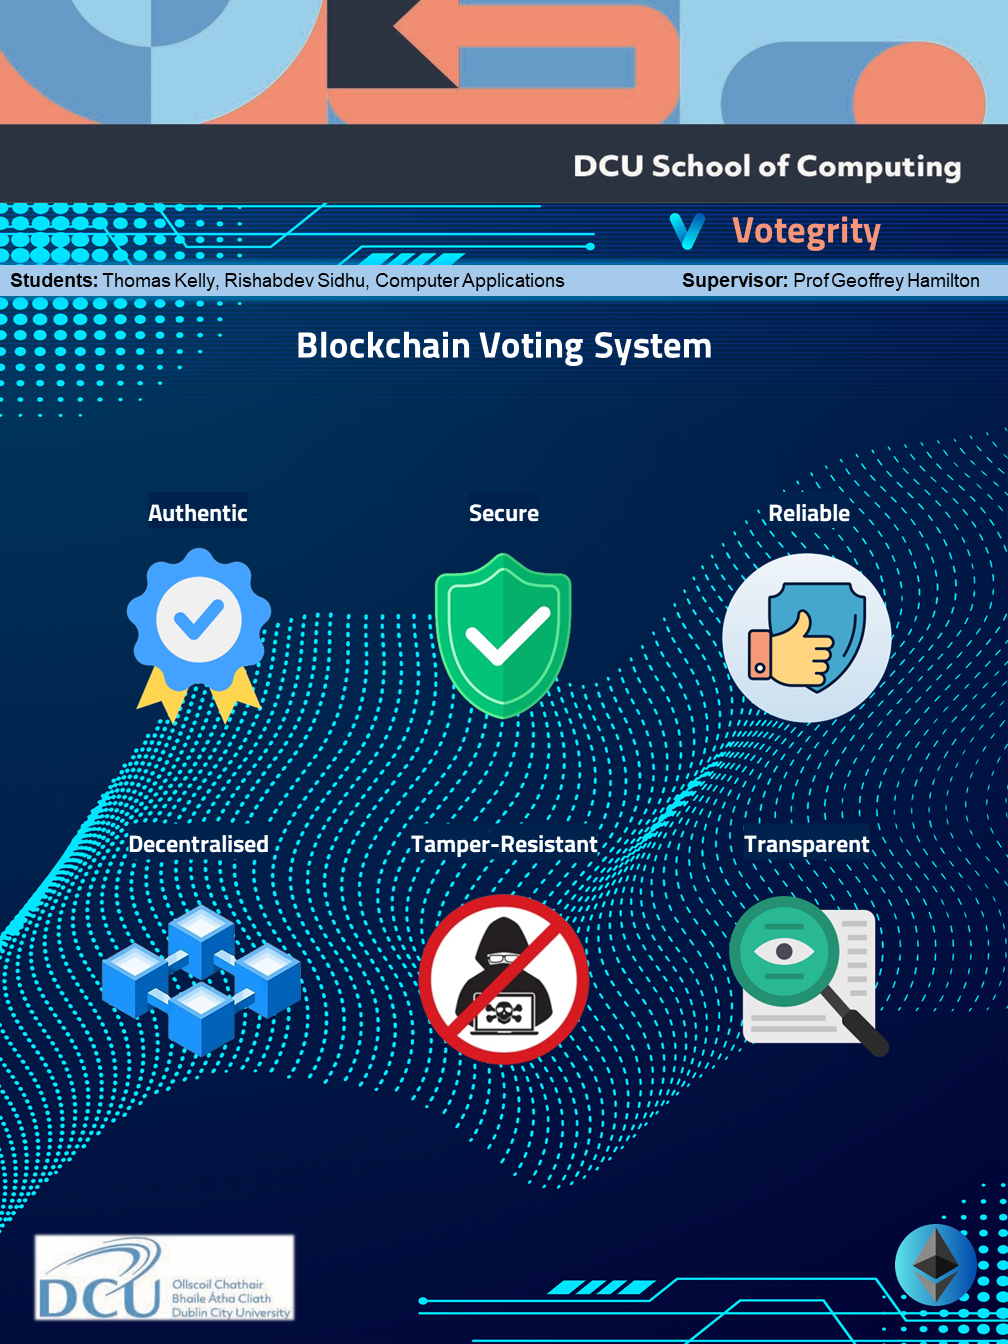 DCU School of Computing
Votegrity
Students: Thomas Kelly, Rishabdev Sidhu, Computer Applications Supervisor: Prof Geoffrey Hamilton
Blockchain Voting System
Authentic Secure Reliable
Decentralised Tamper-Resistant Transparent
DCU
Ollscoil Chathair
Bhaile Átha Cliath
Dublin City University